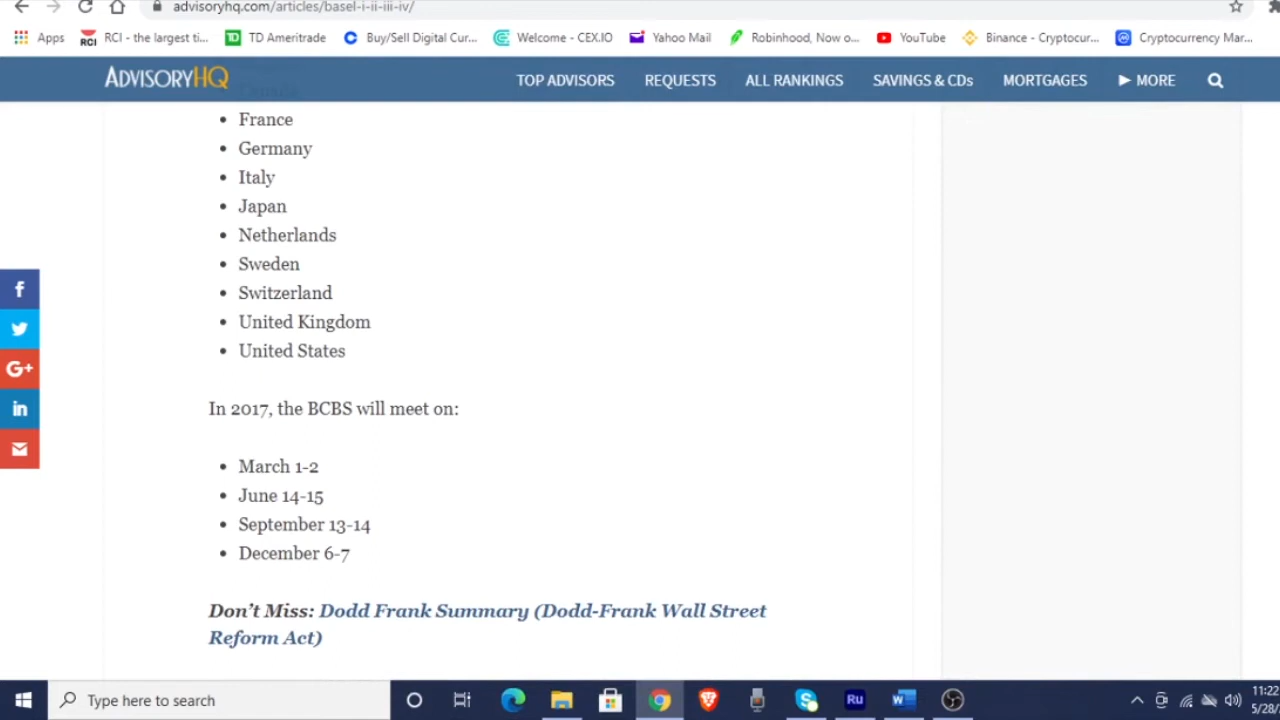 advisoryhq.com/articles/basel-i-ii-iii-iv/
Apps RCI - the largest ti... TD Ameritrade Buy/Sell Digital Cur... Welcome - CEX.IO Yahoo Mail Robinhood, Now o... YouTube Binance - Cryptocur... Cryptocurrency Mar...
ADVISORYHQ TOP ADVISORS REQUESTS ALL RANKINGS SAVINGS & CDs MORTGAGES ▶ MORE
• France
• Germany
• Italy
• Japan
• Netherlands
• Sweden
• Switzerland
• United Kingdom
• United States
In 2017, the BCBS will meet on:
• March 1-2
• June 14-15
• September 13-14
• December 6-7
Don't Miss: Dodd Frank Summary (Dodd-Frank Wall Street
Reform Act)
Type here to search
11:22
5/28/